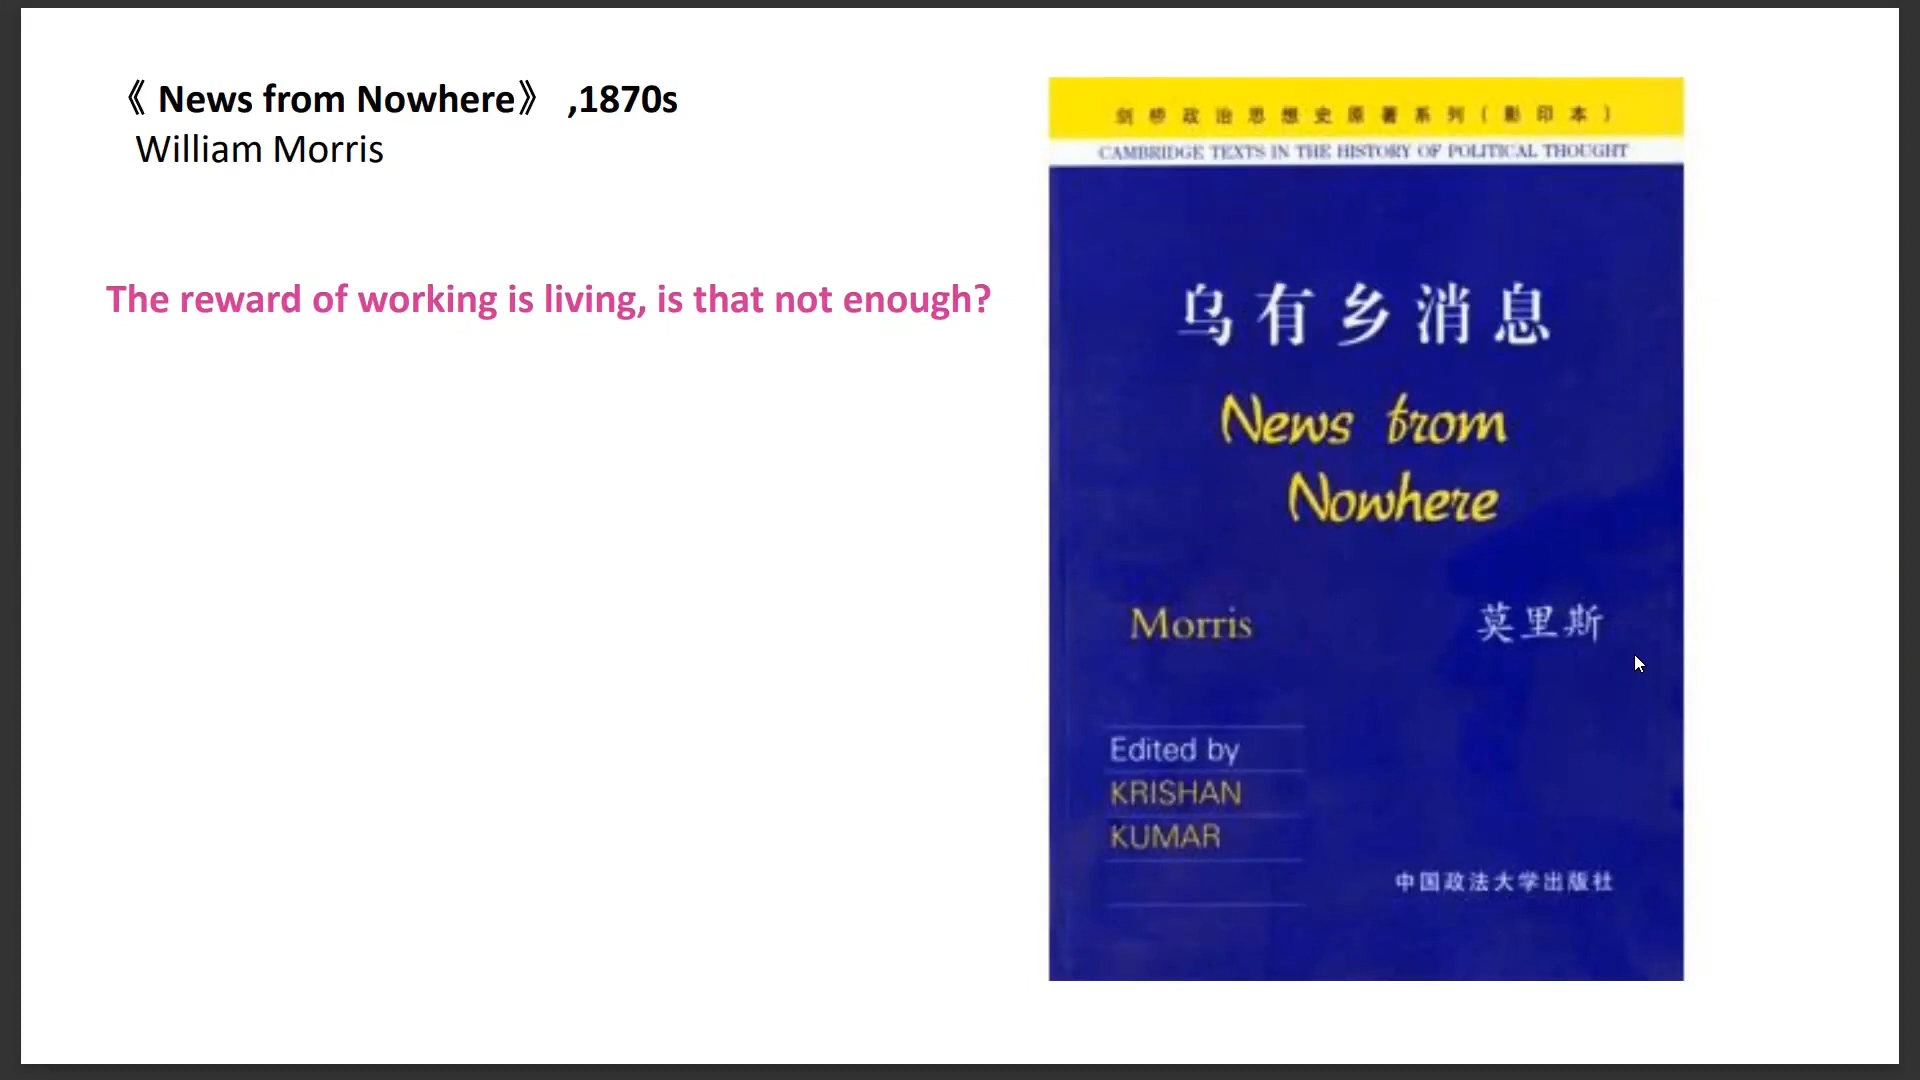 《 News from Nowhere》 ,1870s
William Morris
The reward of working is living, is that not enough?
剑桥政治思想史原著系列(影印本)
CAMBRIDGE TEXTS IN THE HISTORY OF POLITICAL THOUGHT
乌有乡消息
News from
Nowhere
Morris 莫里斯
Edited by
KRISHAN
KUMAR
中国政法大学出版社